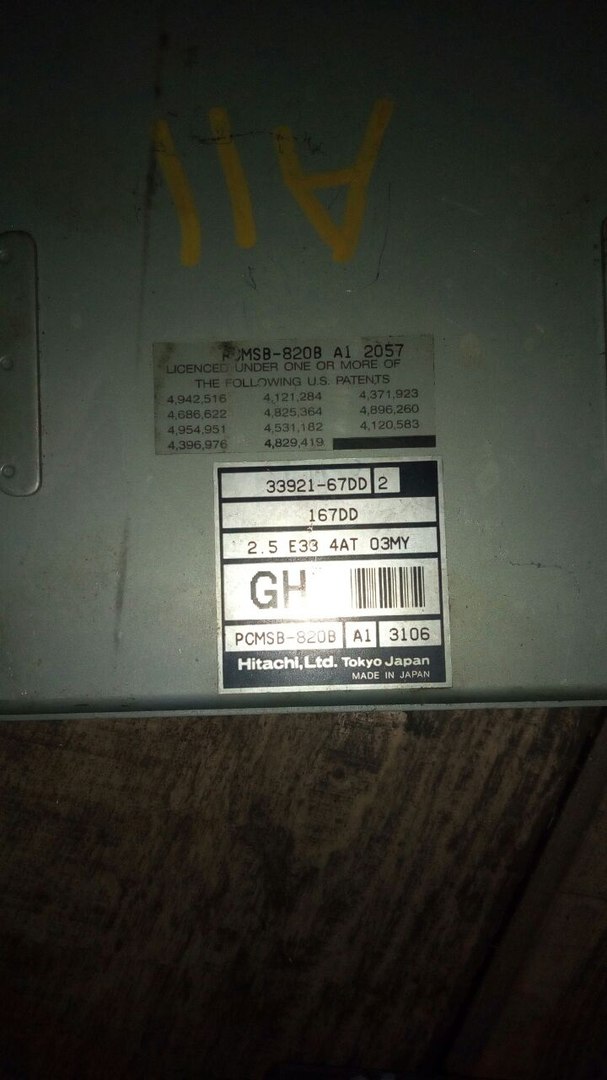 A11
PCMSB-820B A1 2057
LICENCED UNDER ONE OR MORE OF
THE FOLLOWING U.S. PATENTS
4,942,516 4,121,284 4,371,923
4,686,622 4,825,364 4,896,260
4,954,951 4,531,182 4,120,583
4,396,976 4,829,419
33921-67DD 2
167DD
2.5 E33 4AT 03MY
GH
PCMSB-820B A1 3106
Hitachi,Ltd. Tokyo Japan
MADE IN JAPAN